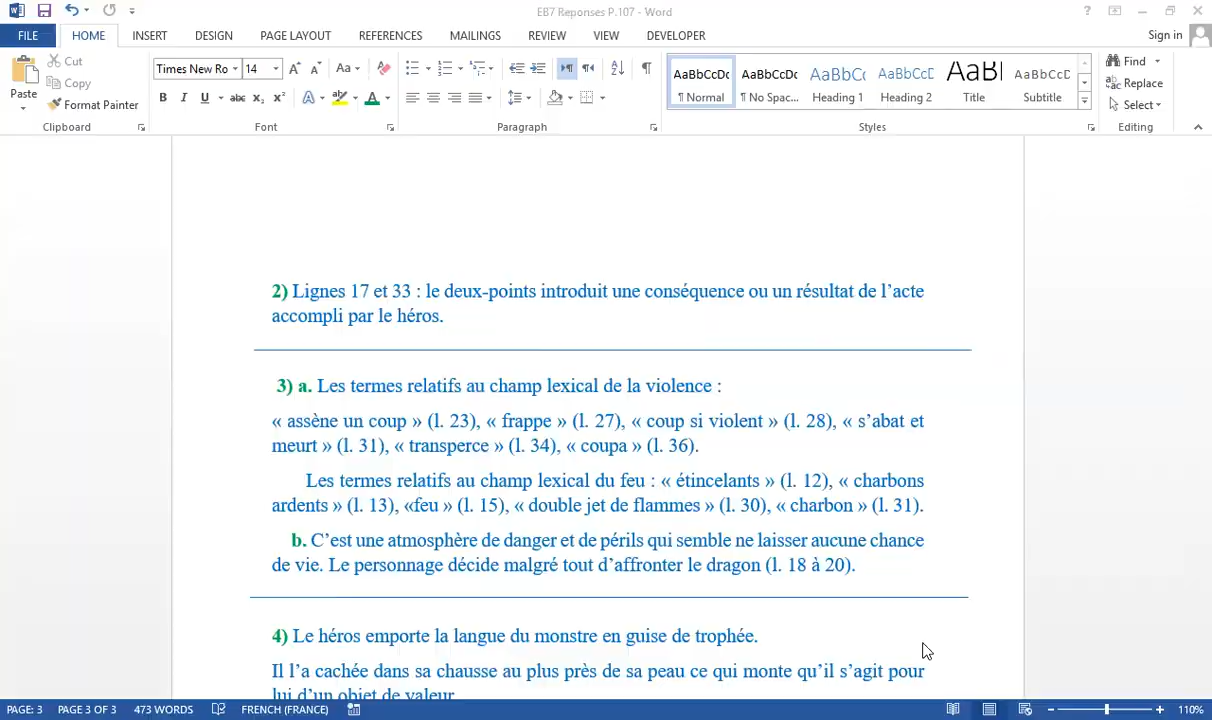 EB7 Reponses P.107 - Word
?
FILE HOME INSERT DESIGN PAGE LAYOUT REFERENCES MAILINGS REVIEW VIEW DEVELOPER Sign in
Paste
Cut
Copy
Format Painter
Clipboard
Times New Ro 14
Font
Paragraph
AaBbCcDc AaBbCcDc AaBbCc AaBbCcD AaBl AaBbCcD
¶ Normal ¶ No Spac... Heading 1 Heading 2 Title Subtitle
Styles
Find
Replace
Select
Editing
2) Lignes 17 et 33 : le deux-points introduit une conséquence ou un résultat de l’acte
accompli par le héros.
3) a. Les termes relatifs au champ lexical de la violence :
« assène un coup » (l. 23), « frappe » (l. 27), « coup si violent » (l. 28), « s’abat et
meurt » (l. 31), « transperce » (l. 34), « coupa » (l. 36).
Les termes relatifs au champ lexical du feu : « étincelants » (l. 12), « charbons
ardents » (l. 13), «feu » (l. 15), « double jet de flammes » (l. 30), « charbon » (l. 31).
b. C’est une atmosphère de danger et de périls qui semble ne laisser aucune chance
de vie. Le personnage décide malgré tout d’affronter le dragon (l. 18 à 20).
4) Le héros emporte la langue du monstre en guise de trophée.
Il l’a cachée dans sa chausse au plus près de sa peau ce qui monte qu’il s’agit pour
lui d’un objet de valeur.
PAGE: 3 PAGE 3 OF 3 473 WORDS FRENCH (FRANCE) 110%